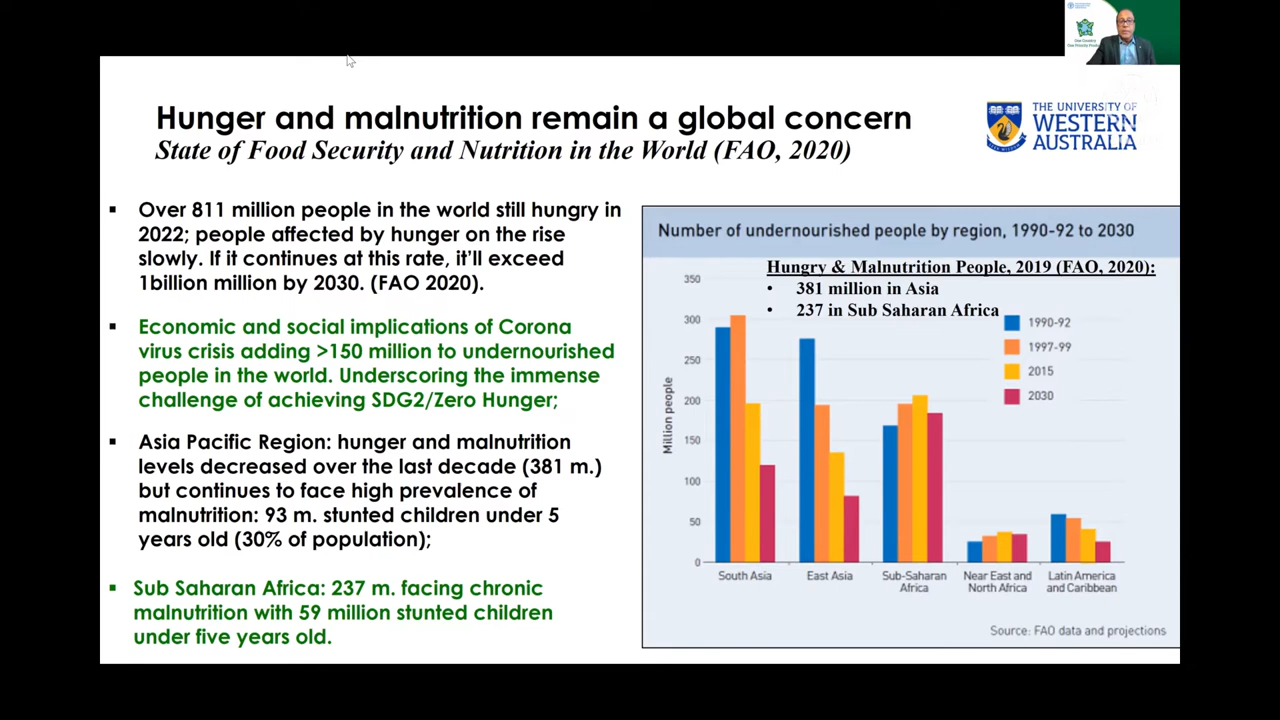 One Country
One Priority Product
Hunger and malnutrition remain a global concern
State of Food Security and Nutrition in the World (FAO, 2020)
THE UNIVERSITY OF
WESTERN
AUSTRALIA
▪ Over 811 million people in the world still hungry in
2022; people affected by hunger on the rise
slowly. If it continues at this rate, it'll exceed
1billion million by 2030. (FAO 2020).
▪ Economic and social implications of Corona
virus crisis adding >150 million to undernourished
people in the world. Underscoring the immense
challenge of achieving SDG2/Zero Hunger;
▪ Asia Pacific Region: hunger and malnutrition
levels decreased over the last decade (381 m.)
but continues to face high prevalence of
malnutrition: 93 m. stunted children under 5
years old (30% of population);
▪ Sub Saharan Africa: 237 m. facing chronic
malnutrition with 59 million stunted children
under five years old.
Number of undernourished people by region, 1990-92 to 2030
Hungry & Malnutrition People, 2019 (FAO, 2020):
• 381 million in Asia
• 237 in Sub Saharan Africa
1990-92
1997-99
2015
2030
Million people
350
300
250
200
150
100
50
0
South Asia
East Asia
Sub-Saharan
Africa
Near East and
North Africa
Latin America
and Caribbean
Source: FAO data and projections